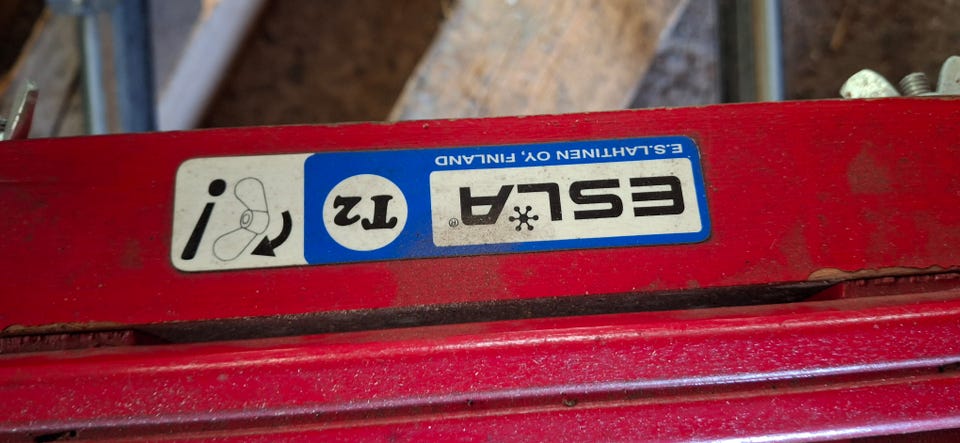 ESLA®
E.S.LAHTINEN OY, FINLAND
T2
i